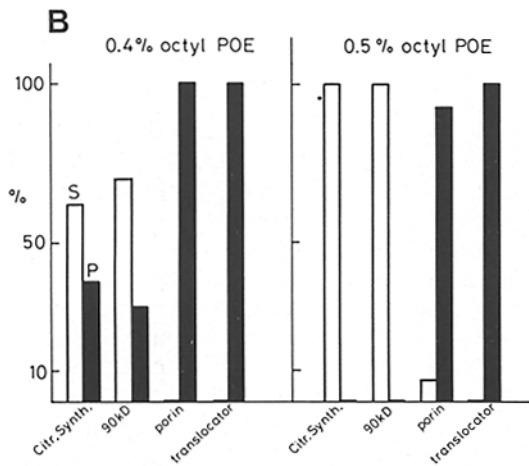 B
0.4% octyl POE
0.5% octyl POE
100
S
%
50
P
10
Citr.Synth.
90kD
porin
translocator
Citr.Synth.
90kD
porin
translocator